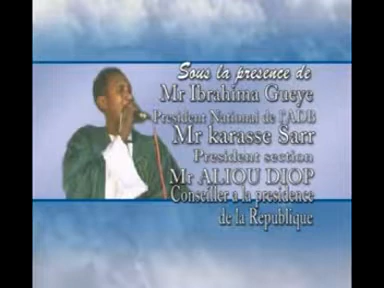 Sous la presence de
Mr Ibrahima Gueye
President National de l'ADB
Mr karasse Sarr
President section
Mr ALIOU DIOP
Conseiller a la presidence
de la Republique